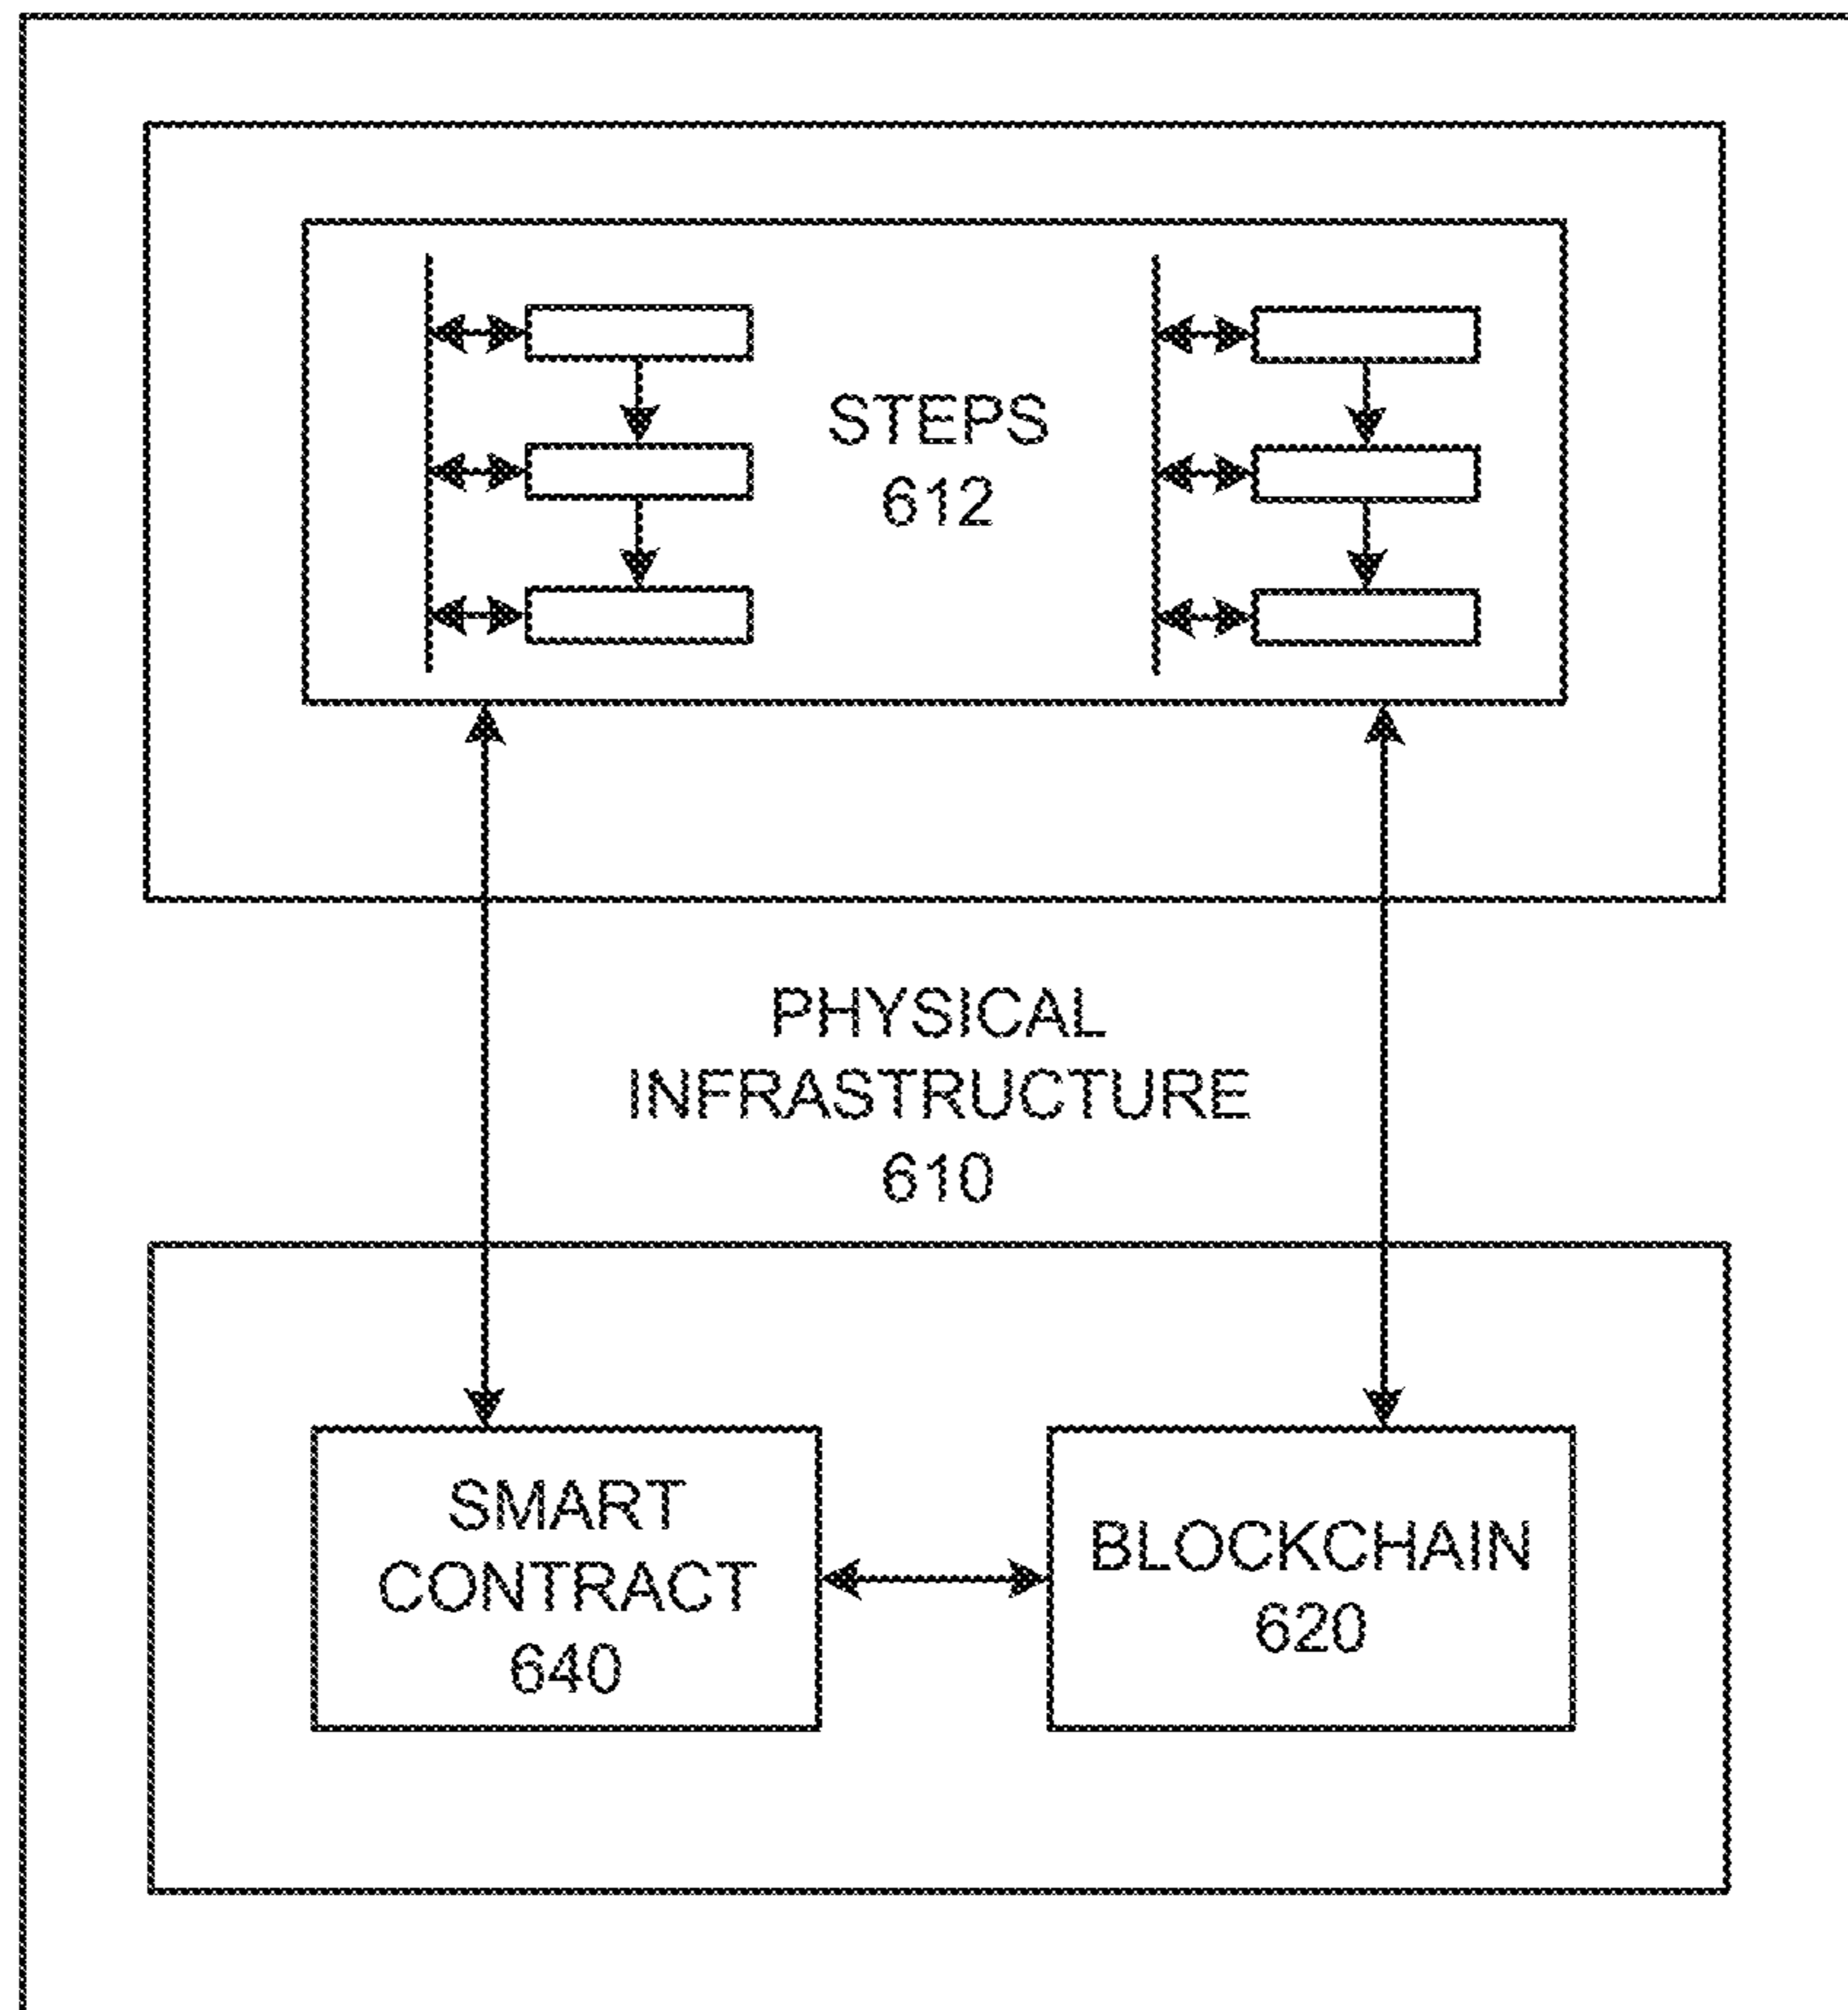 STEPS
612
PHYSICAL
INFRASTRUCTURE
610
SMART
CONTRACT
640
BLOCKCHAIN
620